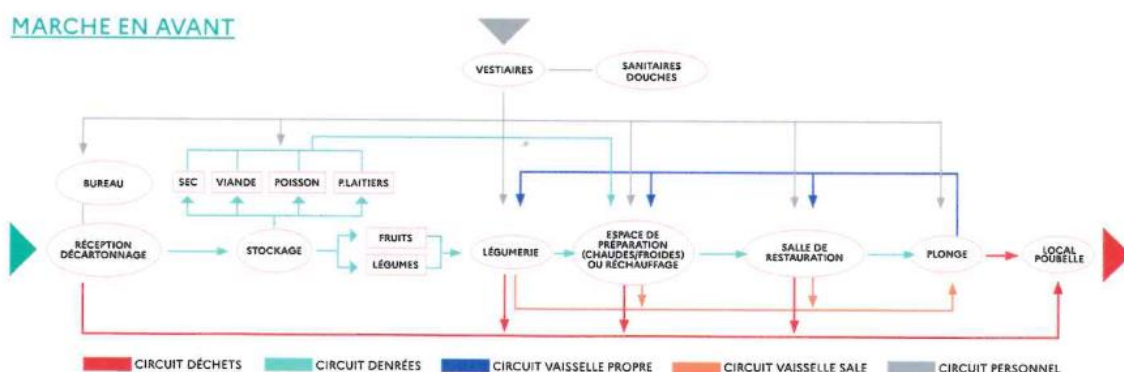 MARCHE EN AVANT
VESTIAIRES
SANITAIRES
DOUCHES
BUREAU
SEC
VIANDE
POISSON
P.LAITIERS
RÉCEPTION
DÉCARTONNAGE
STOCKAGE
FRUITS
LÉGUMES
LÉGUMERIE
ESPACE DE
PRÉPARATION
(CHAUDES/FROIDES)
OU RÉCHAUFFAGE
SALLE DE
RESTAURATION
PLONGE
LOCAL
POUBELLE
CIRCUIT DÉCHETS
CIRCUIT DENRÉES
CIRCUIT VAISSELLE PROPRE
CIRCUIT VAISSELLE SALE
CIRCUIT PERSONNEL